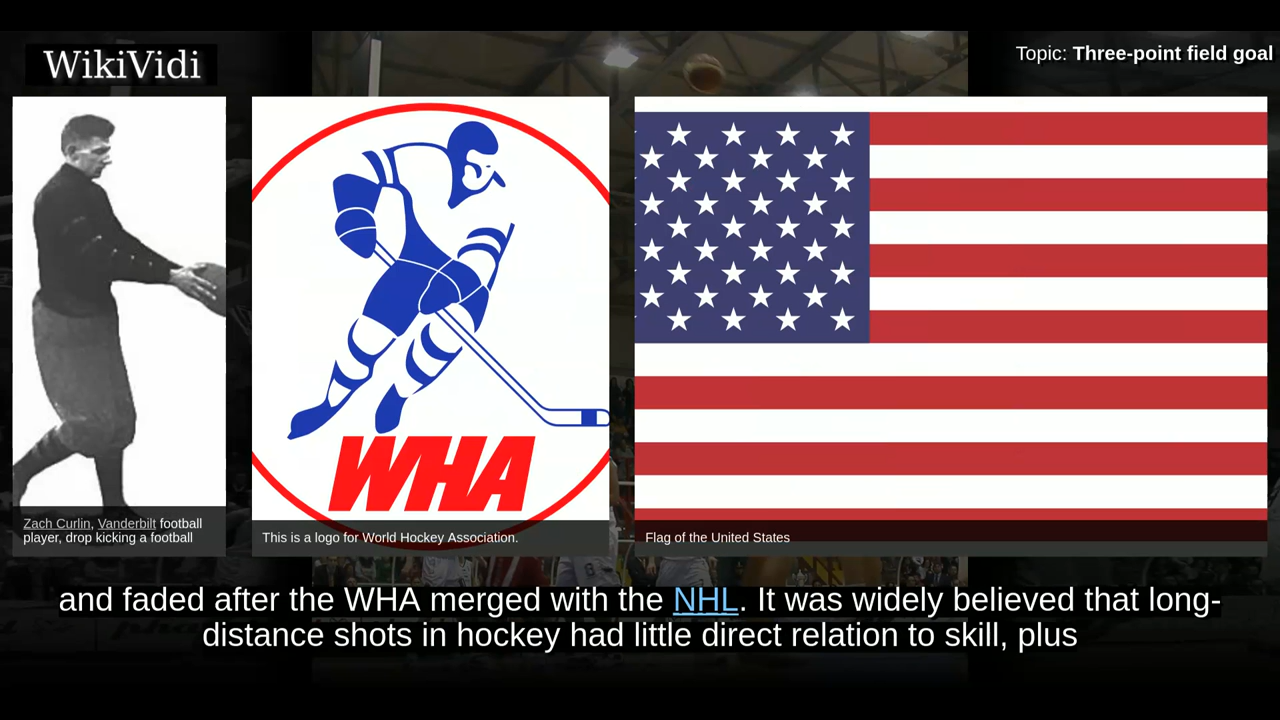 WikiVidi
Topic: Three-point field goal
WHA
Zach Curlin, Vanderbilt football
player, drop kicking a football
This is a logo for World Hockey Association.
Flag of the United States
and faded after the WHA merged with the NHL. It was widely believed that long-
distance shots in hockey had little direct relation to skill, plus